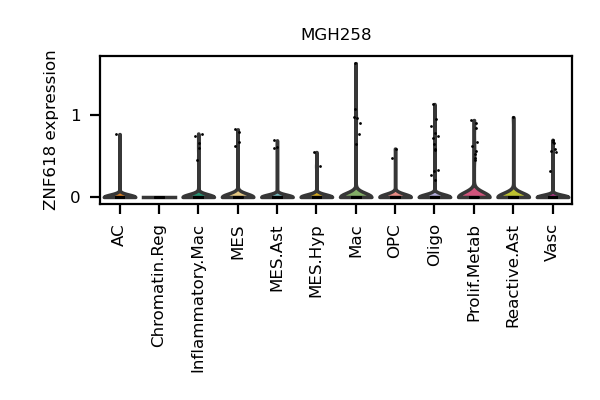 MGH258
ZNF618 expression
1
0
AC
Chromatin.Reg
Inflammatory.Mac
MES
MES.Ast
MES.Hyp
Mac
OPC
Oligo
Prolif.Metab
Reactive.Ast
Vasc